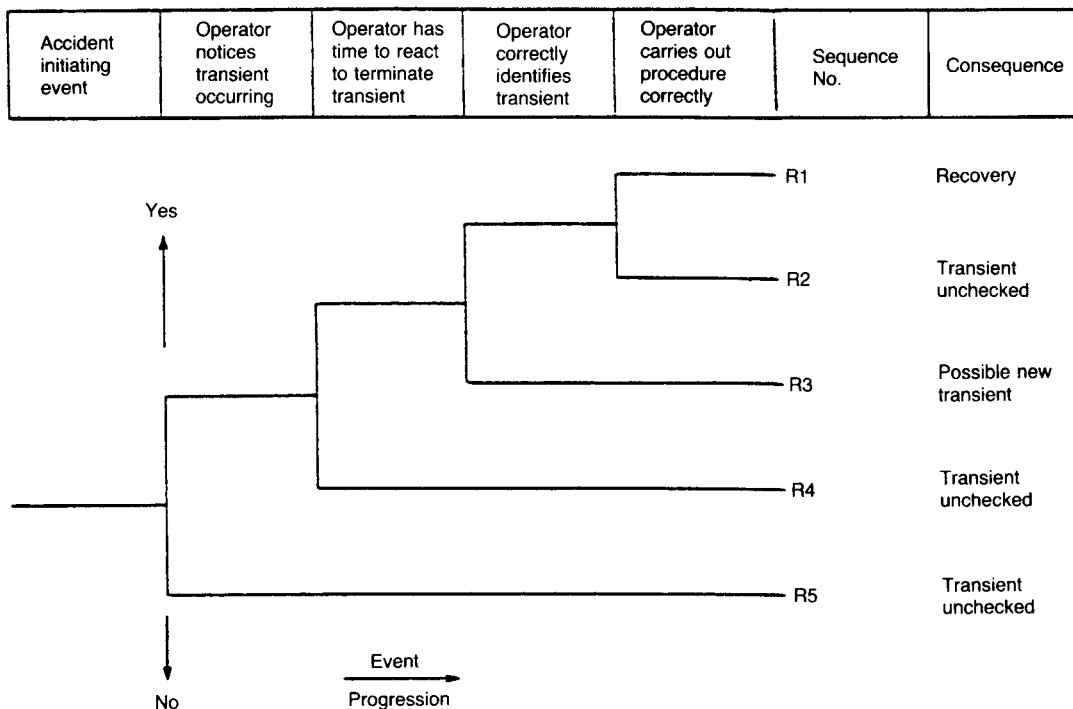 Accident
initiating
event
Operator
notices
transient
occurring
Operator has
time to react
to terminate
transient
Operator
correctly
identifies
transient
Operator
carries out
procedure
correctly
Sequence
No.
Consequence
Yes
R1
Recovery
R2
Transient
unchecked
R3
Possible new
transient
R4
Transient
unchecked
R5
Transient
unchecked
Event
Progression
No